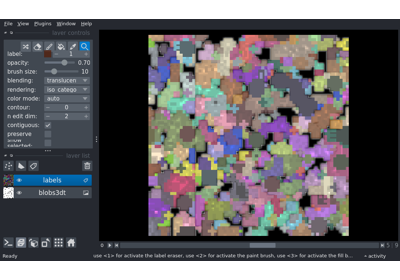 File View Plugins Window Help
layer controls
label: 1
opacity: 0.70
brush size: 10
blending: translucen
rendering: iso_catego
color mode: auto
contour: 0
n edit dim: 2
contiguous:
preserve
selected:
layer list
labels
blobs3dt
Ready
use <1> for activate the label eraser, use <2> for activate the paint brush, use <3> for activate the fill b...
activity